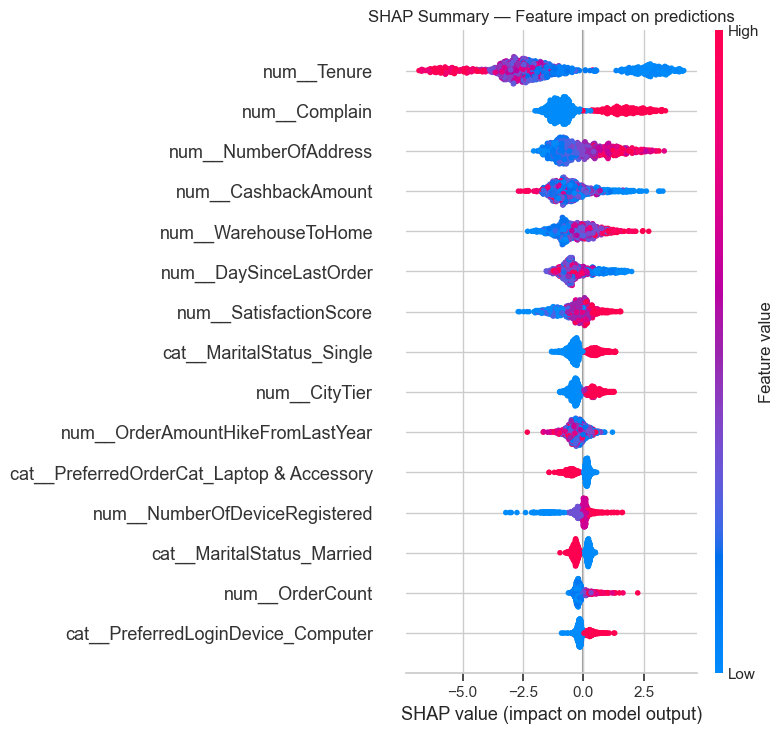 SHAP Summary — Feature impact on predictions
High
num__Tenure
num__Complain
num__NumberOfAddress
num__CashbackAmount
num__WarehouseToHome
num__DaySinceLastOrder
num__SatisfactionScore
cat__MaritalStatus_Single
num__CityTier
num__OrderAmountHikeFromLastYear
cat__PreferredOrderCat_Laptop & Accessory
num__NumberOfDeviceRegistered
cat__MaritalStatus_Married
num__OrderCount
cat__PreferredLoginDevice_Computer
Feature value
Low
−5.0 −2.5 0.0 2.5
SHAP value (impact on model output)